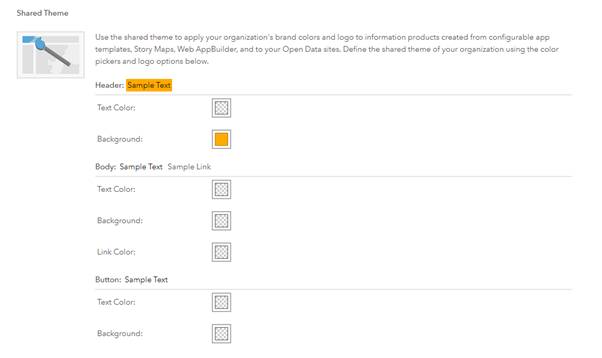 Shared Theme
Use the shared theme to apply your organization's brand colors and logo to information products created from configurable app
templates, Story Maps, Web AppBuilder, and to your Open Data sites. Define the shared theme of your organization using the color
pickers and logo options below.
Header: Sample Text
Text Color:
Background:
Body: Sample Text Sample Link
Text Color:
Background:
Link Color:
Button: Sample Text
Text Color:
Background: